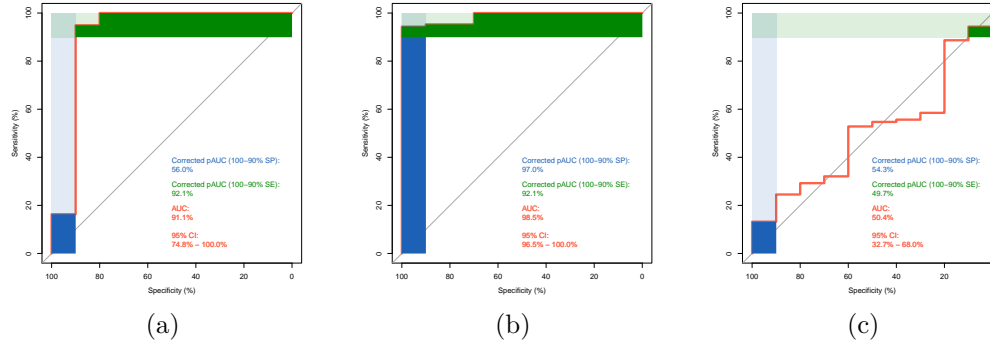 100
80
60
40
20
0
Sensitivity (%)
Corrected pAUC (100–90% SP):
56.0%
Corrected pAUC (100–90% SE):
92.1%
AUC:
91.1%
95% CI:
74.8% – 100.0%
100 80 60 40 20 0
Specificity (%)
(a)
100
80
60
40
20
0
Sensitivity (%)
Corrected pAUC (100–90% SP):
97.0%
Corrected pAUC (100–90% SE):
92.1%
AUC:
98.5%
95% CI:
96.5% – 100.0%
100 80 60 40 20 0
Specificity (%)
(b)
100
80
60
40
20
0
Sensitivity (%)
Corrected pAUC (100–90% SP):
54.3%
Corrected pAUC (100–90% SE):
49.7%
AUC:
50.4%
95% CI:
32.7% – 68.0%
100 80 60 40 20
Specificity (%)
(c)